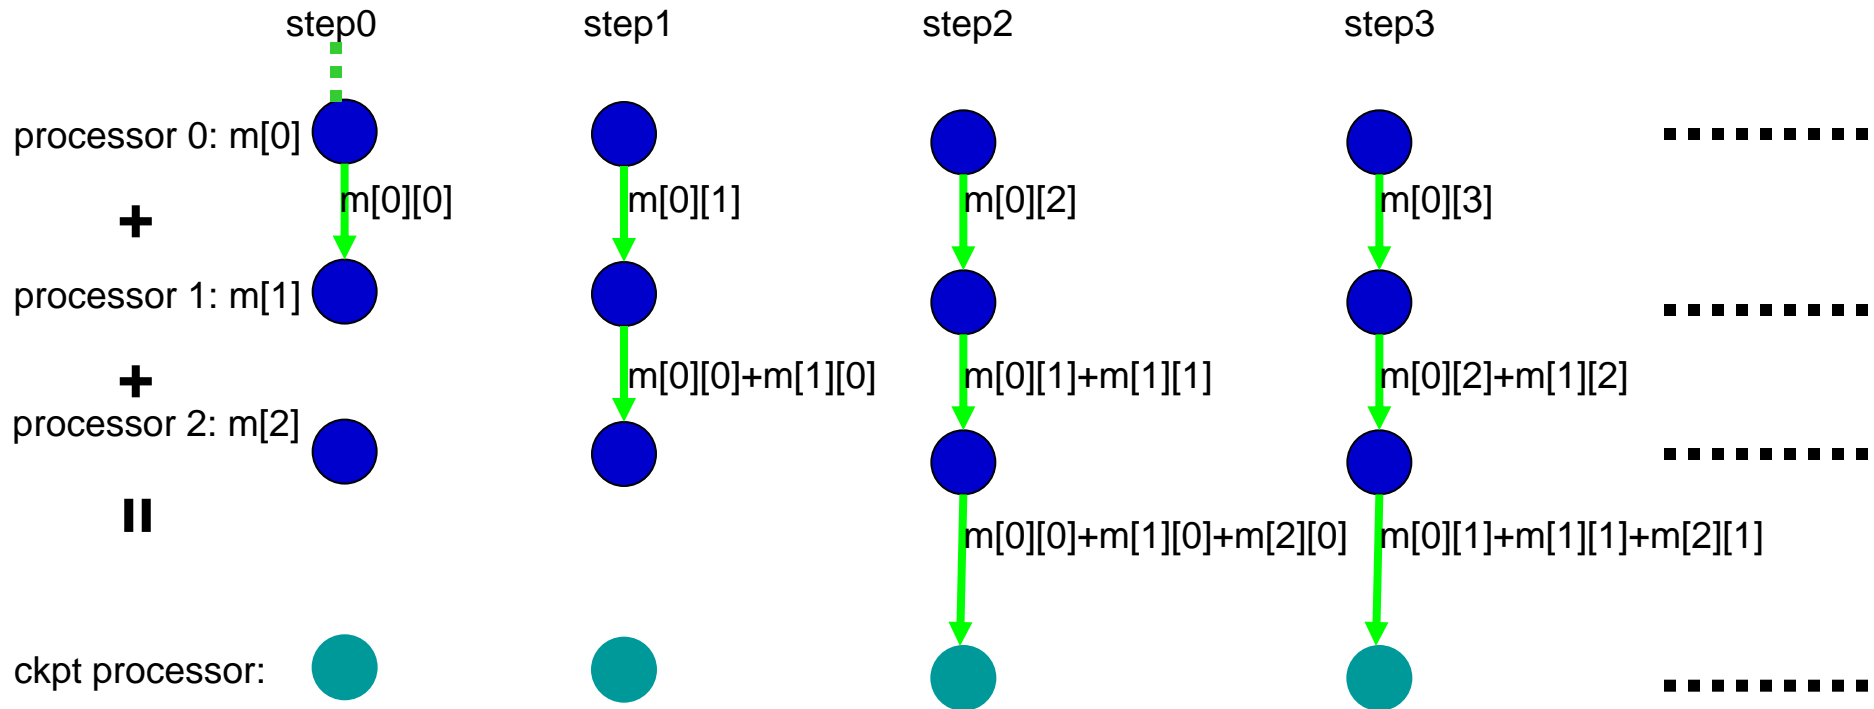 step0 step1 step2 step3
processor 0: m[0]
m[0][0] m[0][1] m[0][2] m[0][3]
+
processor 1: m[1]
+
m[0][0]+m[1][0] m[0][1]+m[1][1] m[0][2]+m[1][2]
processor 2: m[2]
=
m[0][0]+m[1][0]+m[2][0] m[0][1]+m[1][1]+m[2][1]
ckpt processor: